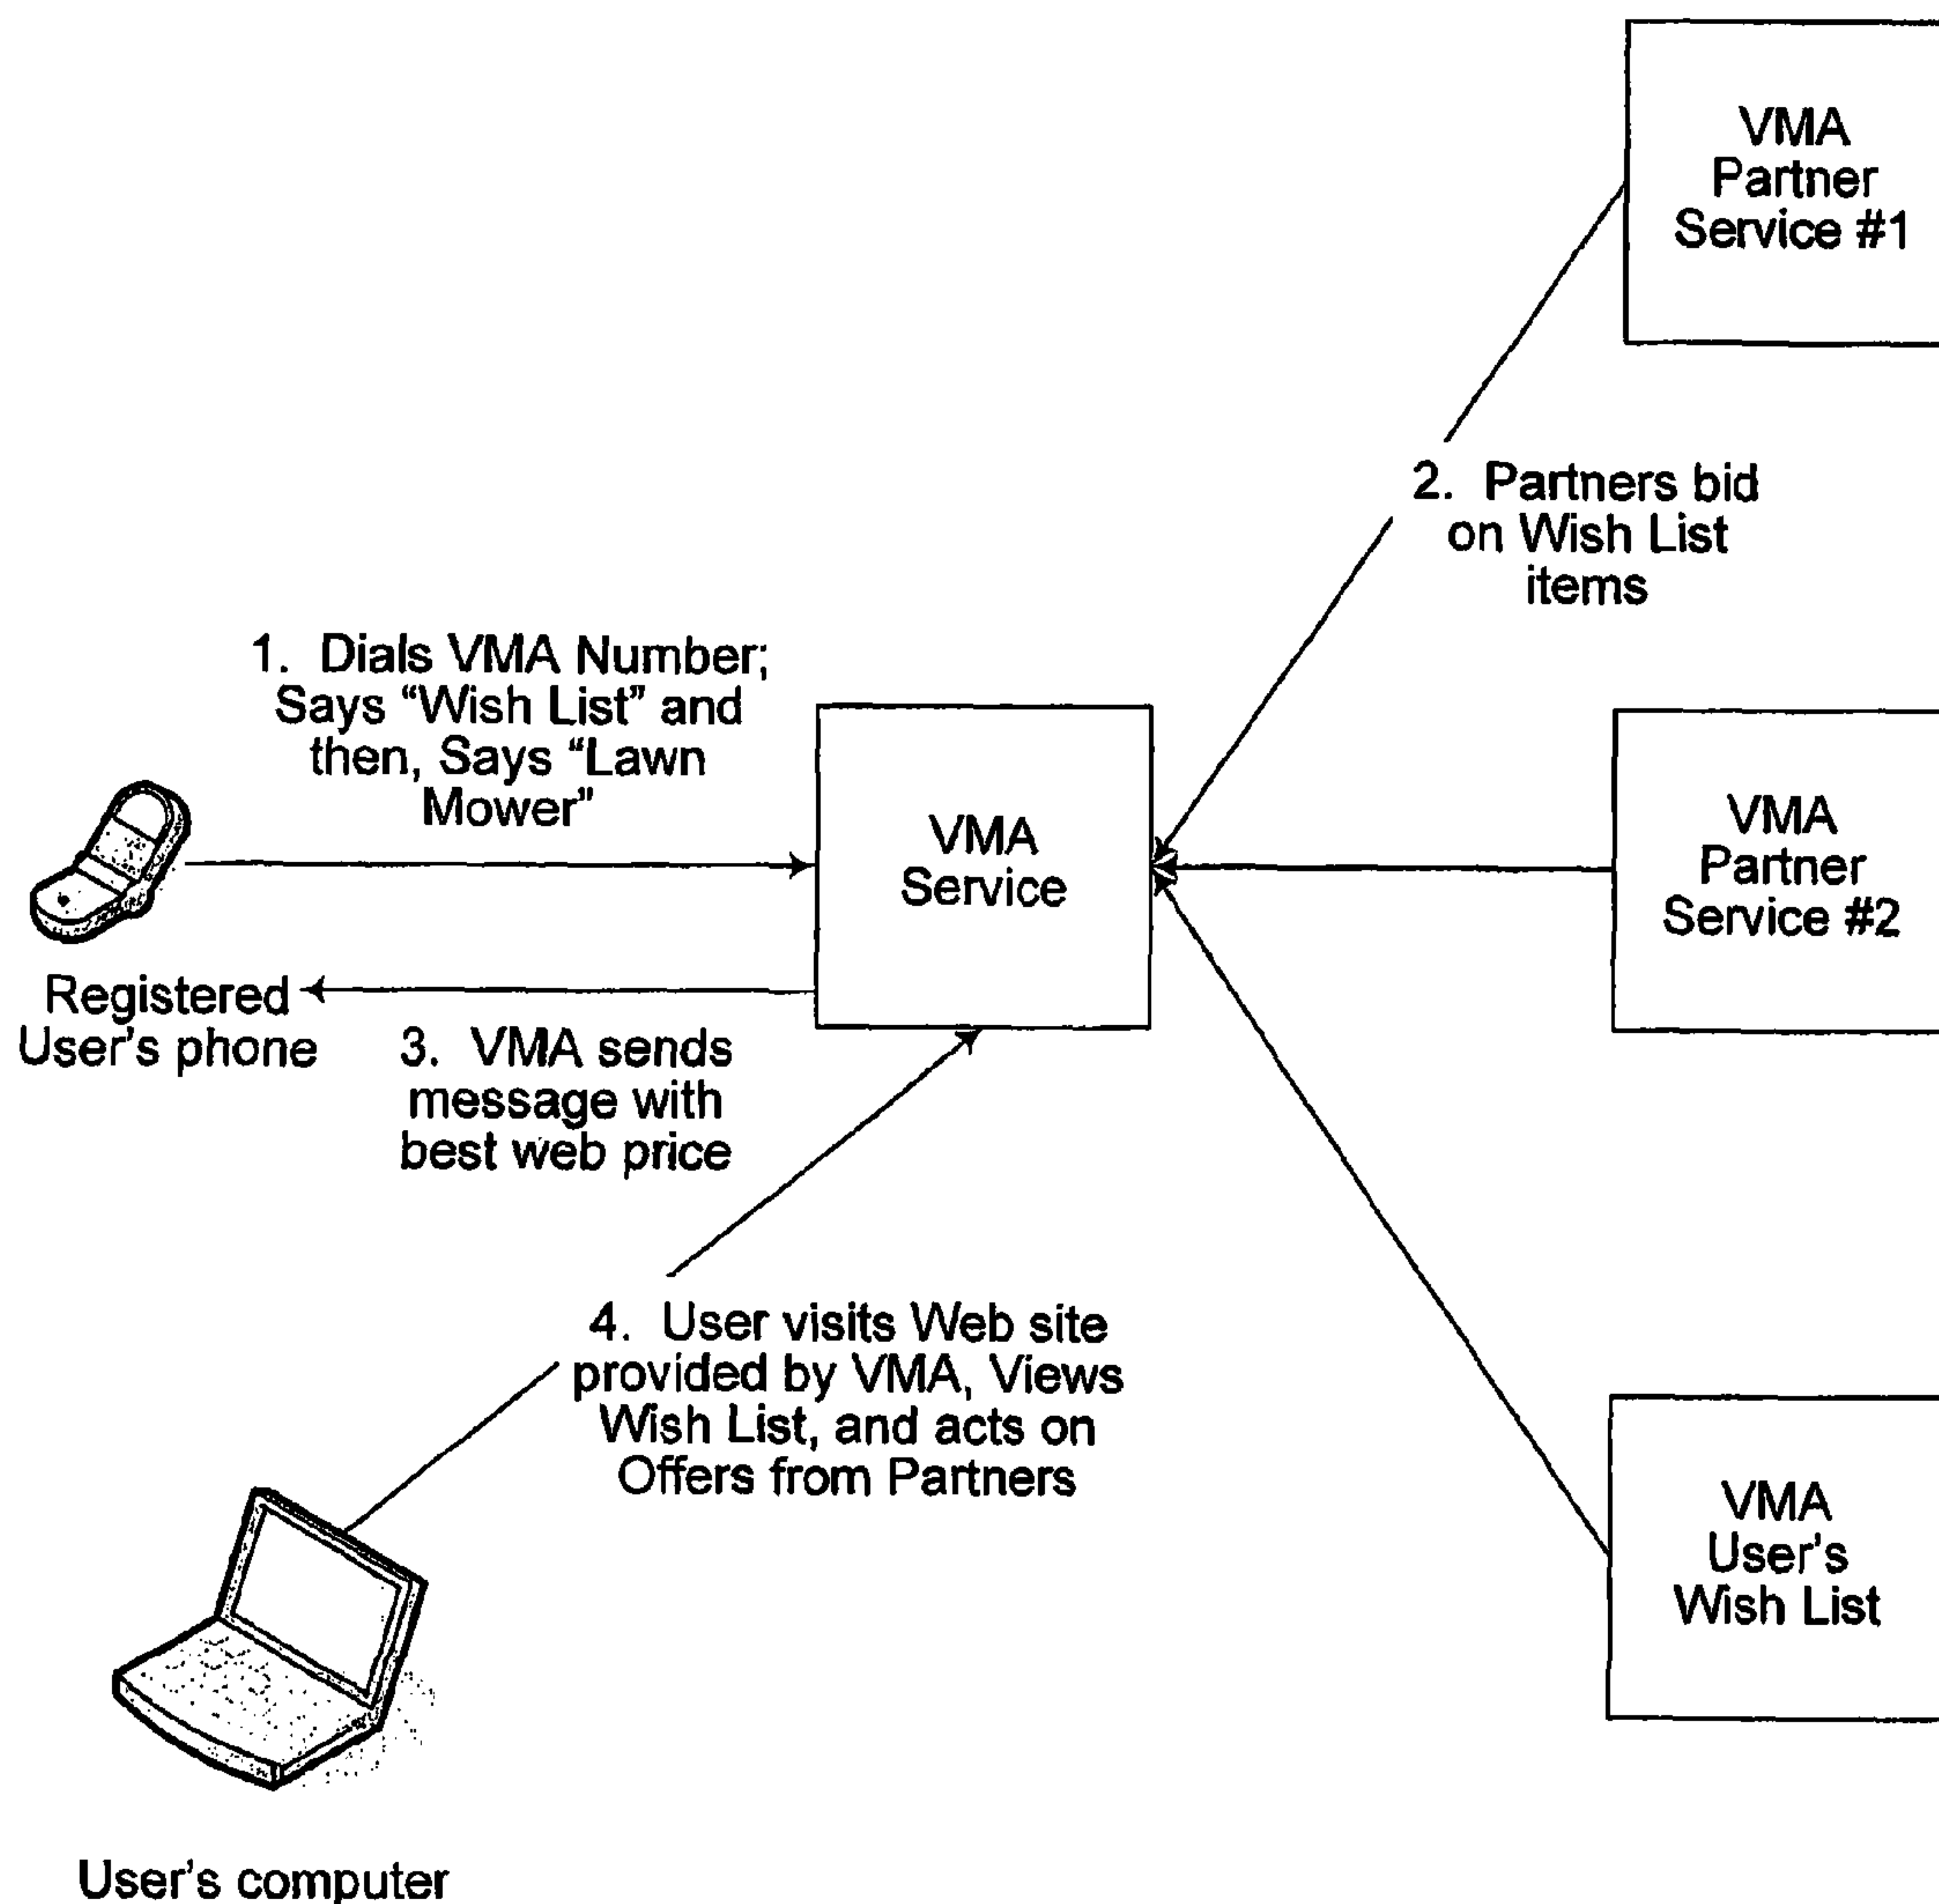 VMA
Partner
Service #1
2. Partners bid
on Wish List
items
1. Dials VMA Number;
Says “Wish List” and
then, Says “Lawn
Mower”
VMA
Service
VMA
Partner
Service #2
Registered
User's phone
3. VMA sends
message with
best web price
4. User visits Web site
provided by VMA, Views
Wish List, and acts on
Offers from Partners
VMA
User's
Wish List
User's computer